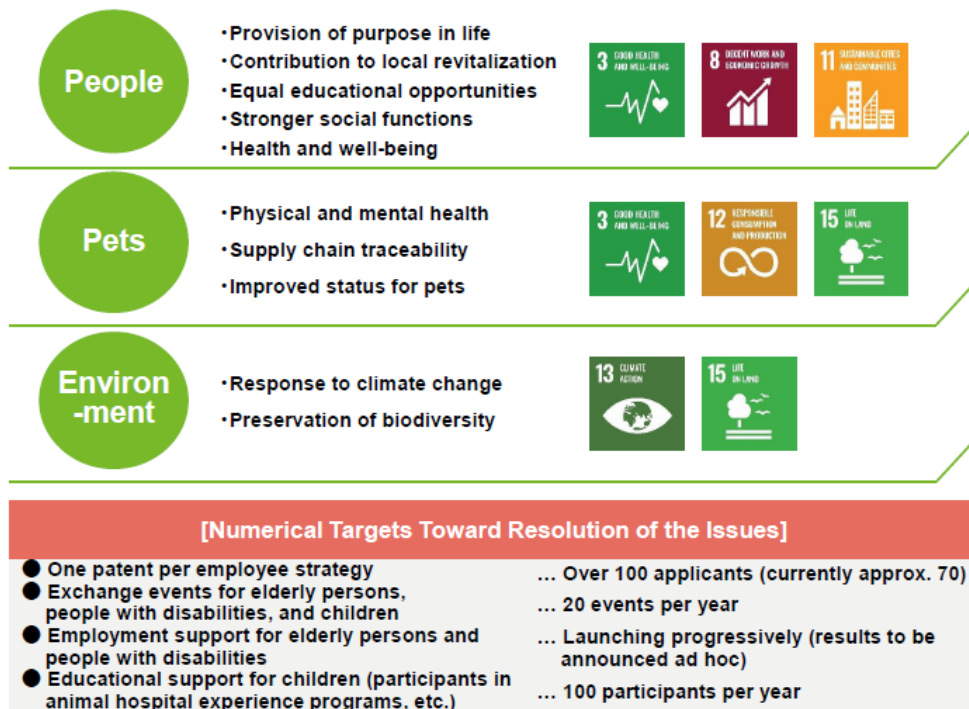 People
・Provision of purpose in life
・Contribution to local revitalization
・Equal educational opportunities
・Stronger social functions
・Health and well-being
3 GOOD HEALTH
AND WELL-BEING
8 DECENT WORK AND
ECONOMIC GROWTH
11 SUSTAINABLE CITIES
AND COMMUNITIES
Pets
・Physical and mental health
・Supply chain traceability
・Improved status for pets
3 GOOD HEALTH
AND WELL-BEING
12 RESPONSIBLE
CONSUMPTION
AND PRODUCTION
15 LIFE
ON LAND
Environ
-ment
・Response to climate change
・Preservation of biodiversity
13 CLIMATE
ACTION
15 LIFE
ON LAND
[Numerical Targets Toward Resolution of the Issues]
● One patent per employee strategy
… Over 100 applicants (currently approx. 70)
● Exchange events for elderly persons,
people with disabilities, and children
… 20 events per year
● Employment support for elderly persons and
people with disabilities
… Launching progressively (results to be
announced ad hoc)
● Educational support for children (participants in
animal hospital experience programs, etc.)
… 100 participants per year